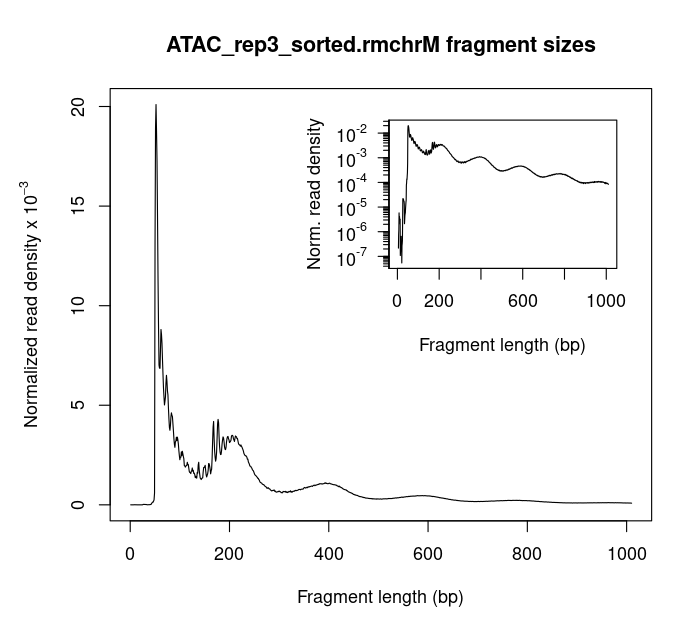 ATAC_rep3_sorted.rmchrM fragment sizes
Normalized read density x 10⁻³
20
15
10
5
0
0 200 400 600 800 1000
Fragment length (bp)
Norm. read density
10⁻²
10⁻³
10⁻⁴
10⁻⁵
10⁻⁶
10⁻⁷
0 200 600 1000
Fragment length (bp)